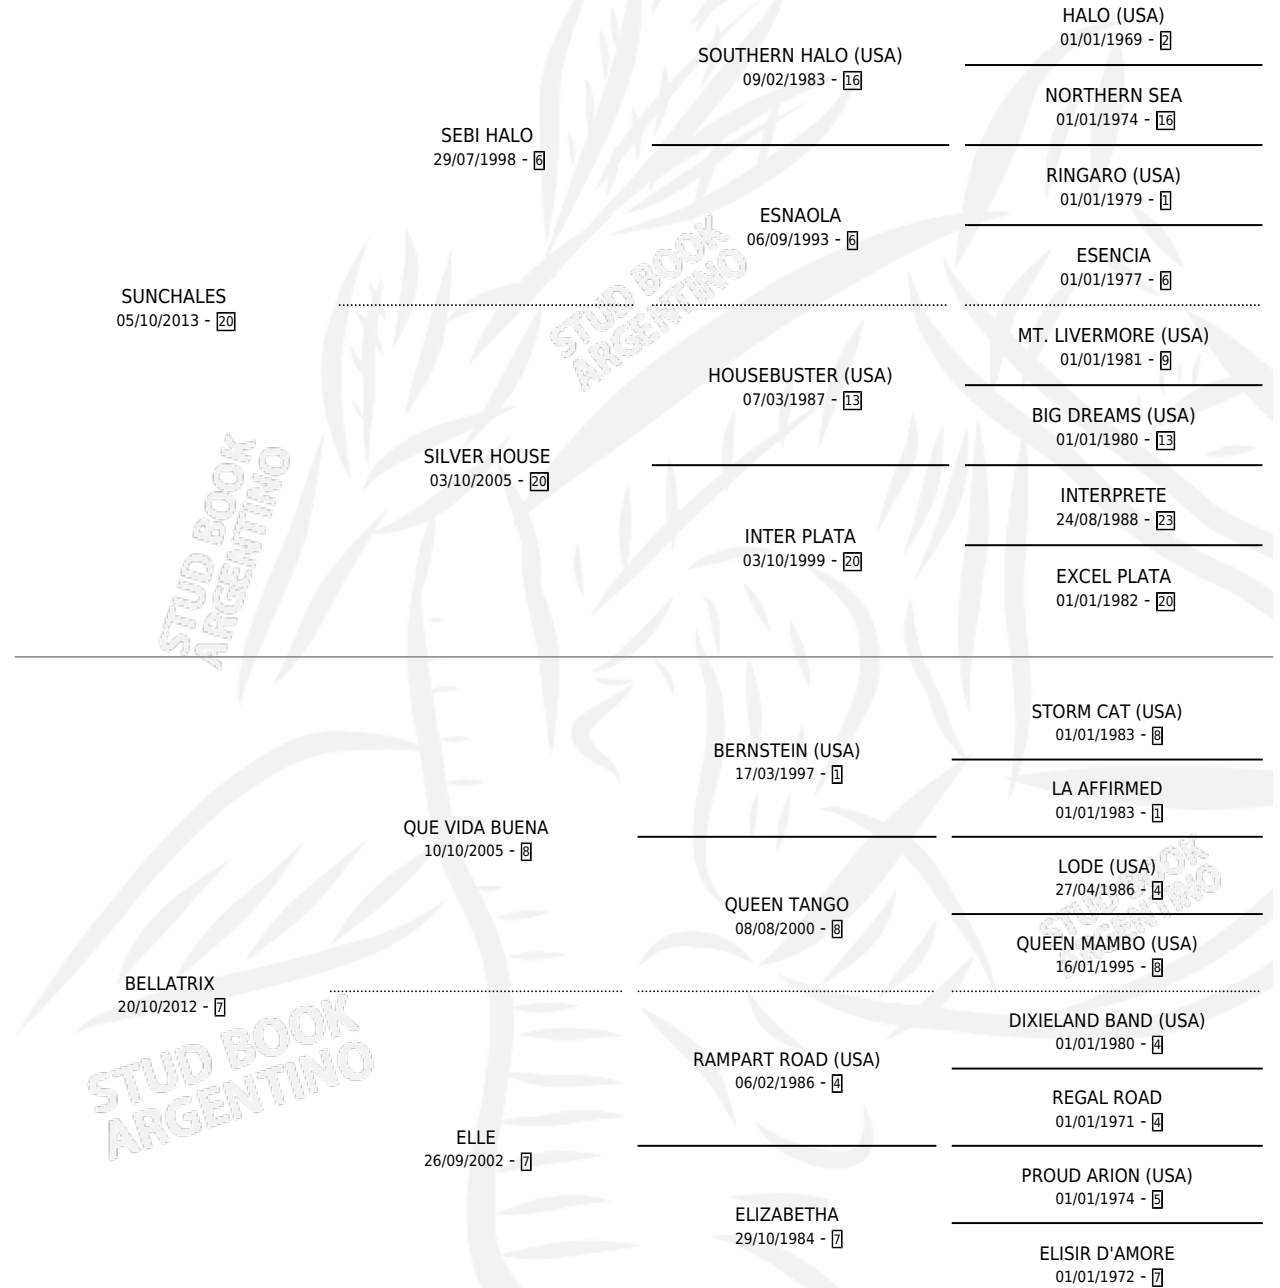 HALO (USA)
01/01/1969 - 2
SOUTHERN HALO (USA)
09/02/1983 - 16
NORTHERN SEA
01/01/1974 - 16
SEBI HALO
29/07/1998 - 6
RINGARO (USA)
01/01/1979 - 1
ESNAOLA
06/09/1993 - 6
ESENCIA
01/01/1977 - 6
SUNCHALES
05/10/2013 - 20
STUD BOOK
ARGENTINO
MT. LIVERMORE (USA)
01/01/1981 - 9
HOUSEBUSTER (USA)
07/03/1987 - 13
BIG DREAMS (USA)
01/01/1980 - 13
SILVER HOUSE
03/10/2005 - 20
INTERPRETE
24/08/1988 - 23
INTER PLATA
03/10/1999 - 20
EXCEL PLATA
01/01/1982 - 20
STUD BOOK
ARGENTINO
STORM CAT (USA)
01/01/1983 - 8
BERNSTEIN (USA)
17/03/1997 - 1
LA AFFIRMED
01/01/1983 - 1
QUE VIDA BUENA
10/10/2005 - 8
LODE (USA)
27/04/1986 - 4
QUEEN TANGO
08/08/2000 - 8
QUEEN MAMBO (USA)
16/01/1995 - 8
STUD BOOK
ARGENTINO
BELLATRIX
20/10/2012 - 7
DIXIELAND BAND (USA)
01/01/1980 - 4
RAMPART ROAD (USA)
06/02/1986 - 4
REGAL ROAD
01/01/1971 - 4
STUD BOOK
ARGENTINO
ELLE
26/09/2002 - 7
PROUD ARION (USA)
01/01/1974 - 5
ELIZABETHA
29/10/1984 - 7
ELISIR D'AMORE
01/01/1972 - 7